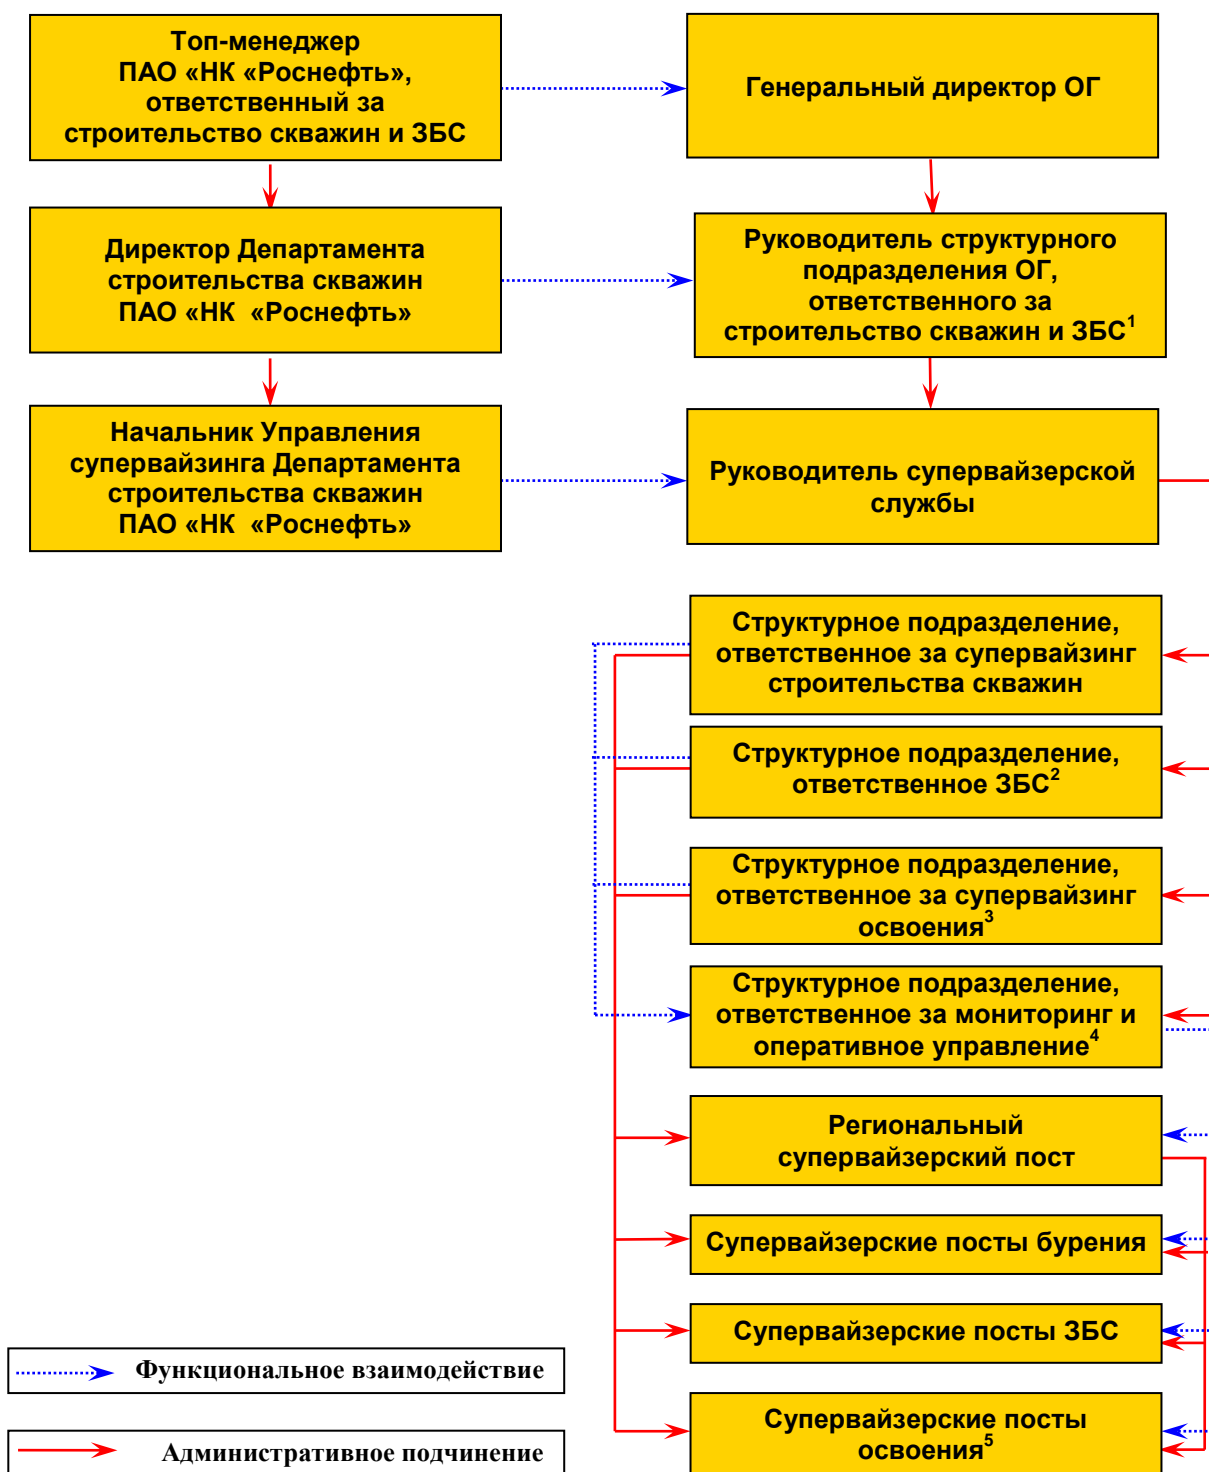 Топ-менеджер
ПАО «НК «Роснефть»,
ответственный за
строительство скважин и ЗБС
Генеральный директор ОГ
Директор Департамента
строительства скважин
ПАО «НК «Роснефть»
Руководитель структурного
подразделения ОГ,
ответственного за
строительство скважин и ЗБС1
Начальник Управления
супервайзинга Департамента
строительства скважин
ПАО «НК «Роснефть»
Руководитель супервайзерской
службы
Структурное подразделение,
ответственное за супервайзинг
строительства скважин
Структурное подразделение,
ответственное ЗБС2
Структурное подразделение,
ответственное за супервайзинг
освоения3
Структурное подразделение,
ответственное за мониторинг и
оперативное управление4
Региональный
супервайзерский пост
Супервайзерские посты бурения
Супервайзерские посты ЗБС
Супервайзерские посты
освоения5
Функциональное взаимодействие
Административное подчинение